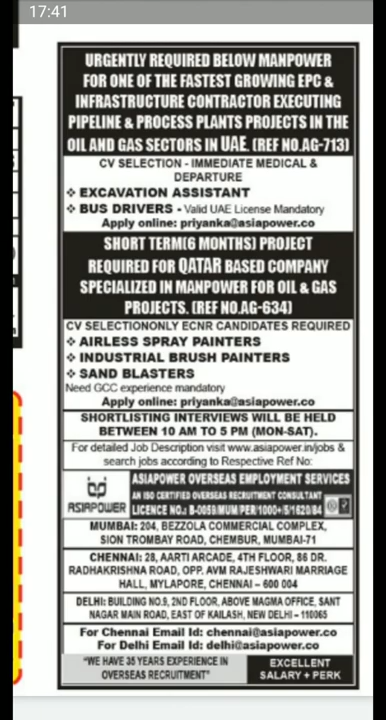 17:41
URGENTLY REQUIRED BELOW MANPOWER
FOR ONE OF THE FASTEST GROWING EPC &
INFRASTRUCTURE CONTRACTOR EXECUTING
PIPELINE & PROCESS PLANTS PROJECTS IN THE
OIL AND GAS SECTORS IN UAE. (REF NO.AG-713)
CV SELECTION - IMMEDIATE MEDICAL &
DEPARTURE
❖ EXCAVATION ASSISTANT
❖ BUS DRIVERS - Valid UAE License Mandatory
Apply online: priyanka@asiapower.co
SHORT TERM(6 MONTHS) PROJECT
REQUIRED FOR QATAR BASED COMPANY
SPECIALIZED IN MANPOWER FOR OIL & GAS
PROJECTS. (REF NO.AG-634)
CV SELECTIONONLY ECNR CANDIDATES REQUIRED
❖ AIRLESS SPRAY PAINTERS
❖ INDUSTRIAL BRUSH PAINTERS
❖ SAND BLASTERS
Need GCC experience mandatory
Apply online: priyanka@asiapower.co
SHORTLISTING INTERVIEWS WILL BE HELD
BETWEEN 10 AM TO 5 PM (MON-SAT).
For detailed Job Description visit www.asiapower.in/jobs &
search jobs according to Respective Ref No:
ASIAPOWER
ASIAPOWER OVERSEAS EMPLOYMENT SERVICES
AN ISO CERTIFIED OVERSEAS RECRUITMENT CONSULTANT
LICENCE NO.: B-0059/MUM/PER/1000+/5/1620/84
MUMBAI: 204, BEZZOLA COMMERCIAL COMPLEX,
SION TROMBAY ROAD, CHEMBUR, MUMBAI-71
CHENNAI: 28, AARTI ARCADE, 4TH FLOOR, 86 DR.
RADHAKRISHNA ROAD, OPP. AVM RAJESHWARI MARRIAGE
HALL, MYLAPORE, CHENNAI – 600 004
DELHI: BUILDING NO.9, 2ND FLOOR, ABOVE MAGMA OFFICE, SANT
NAGAR MAIN ROAD, EAST OF KAILASH, NEW DELHI – 110065
For Chennai Email Id: chennai@asiapower.co
For Delhi Email Id: delhi@asiapower.co
"WE HAVE 35 YEARS EXPERIENCE IN
OVERSEAS RECRUITMENT"
EXCELLENT
SALARY + PERK